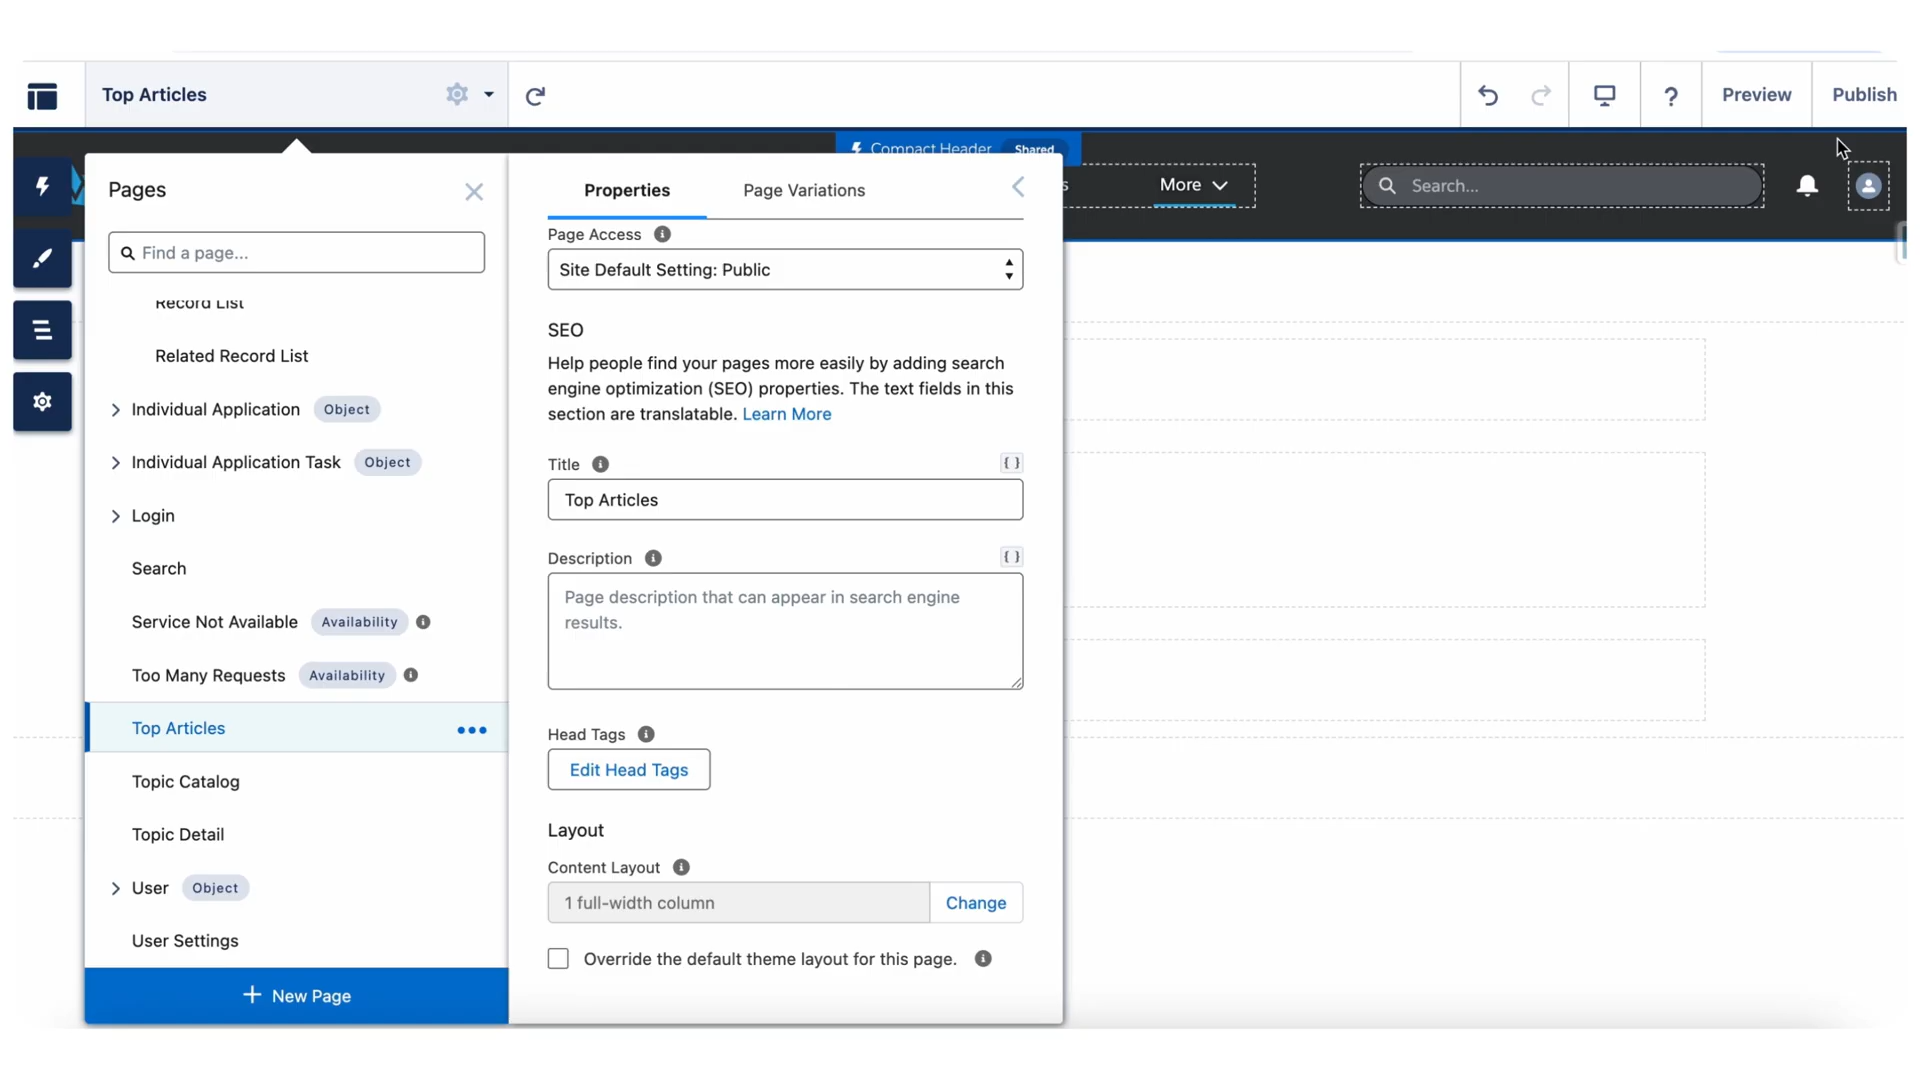 Top Articles
Preview
Publish
Compact Header
Shared
s
More
Search...
Pages
Find a page...
Record List
Related Record List
Individual Application
Object
Individual Application Task
Object
Login
Search
Service Not Available
Availability
Too Many Requests
Availability
Top Articles
Topic Catalog
Topic Detail
User
Object
User Settings
+ New Page
Properties
Page Variations
Page Access
Site Default Setting: Public
SEO
Help people find your pages more easily by adding search
engine optimization (SEO) properties. The text fields in this
section are translatable. Learn More
Title
{ }
Top Articles
Description
{ }
Page description that can appear in search engine
results.
Head Tags
Edit Head Tags
Layout
Content Layout
1 full-width column
Change
Override the default theme layout for this page.